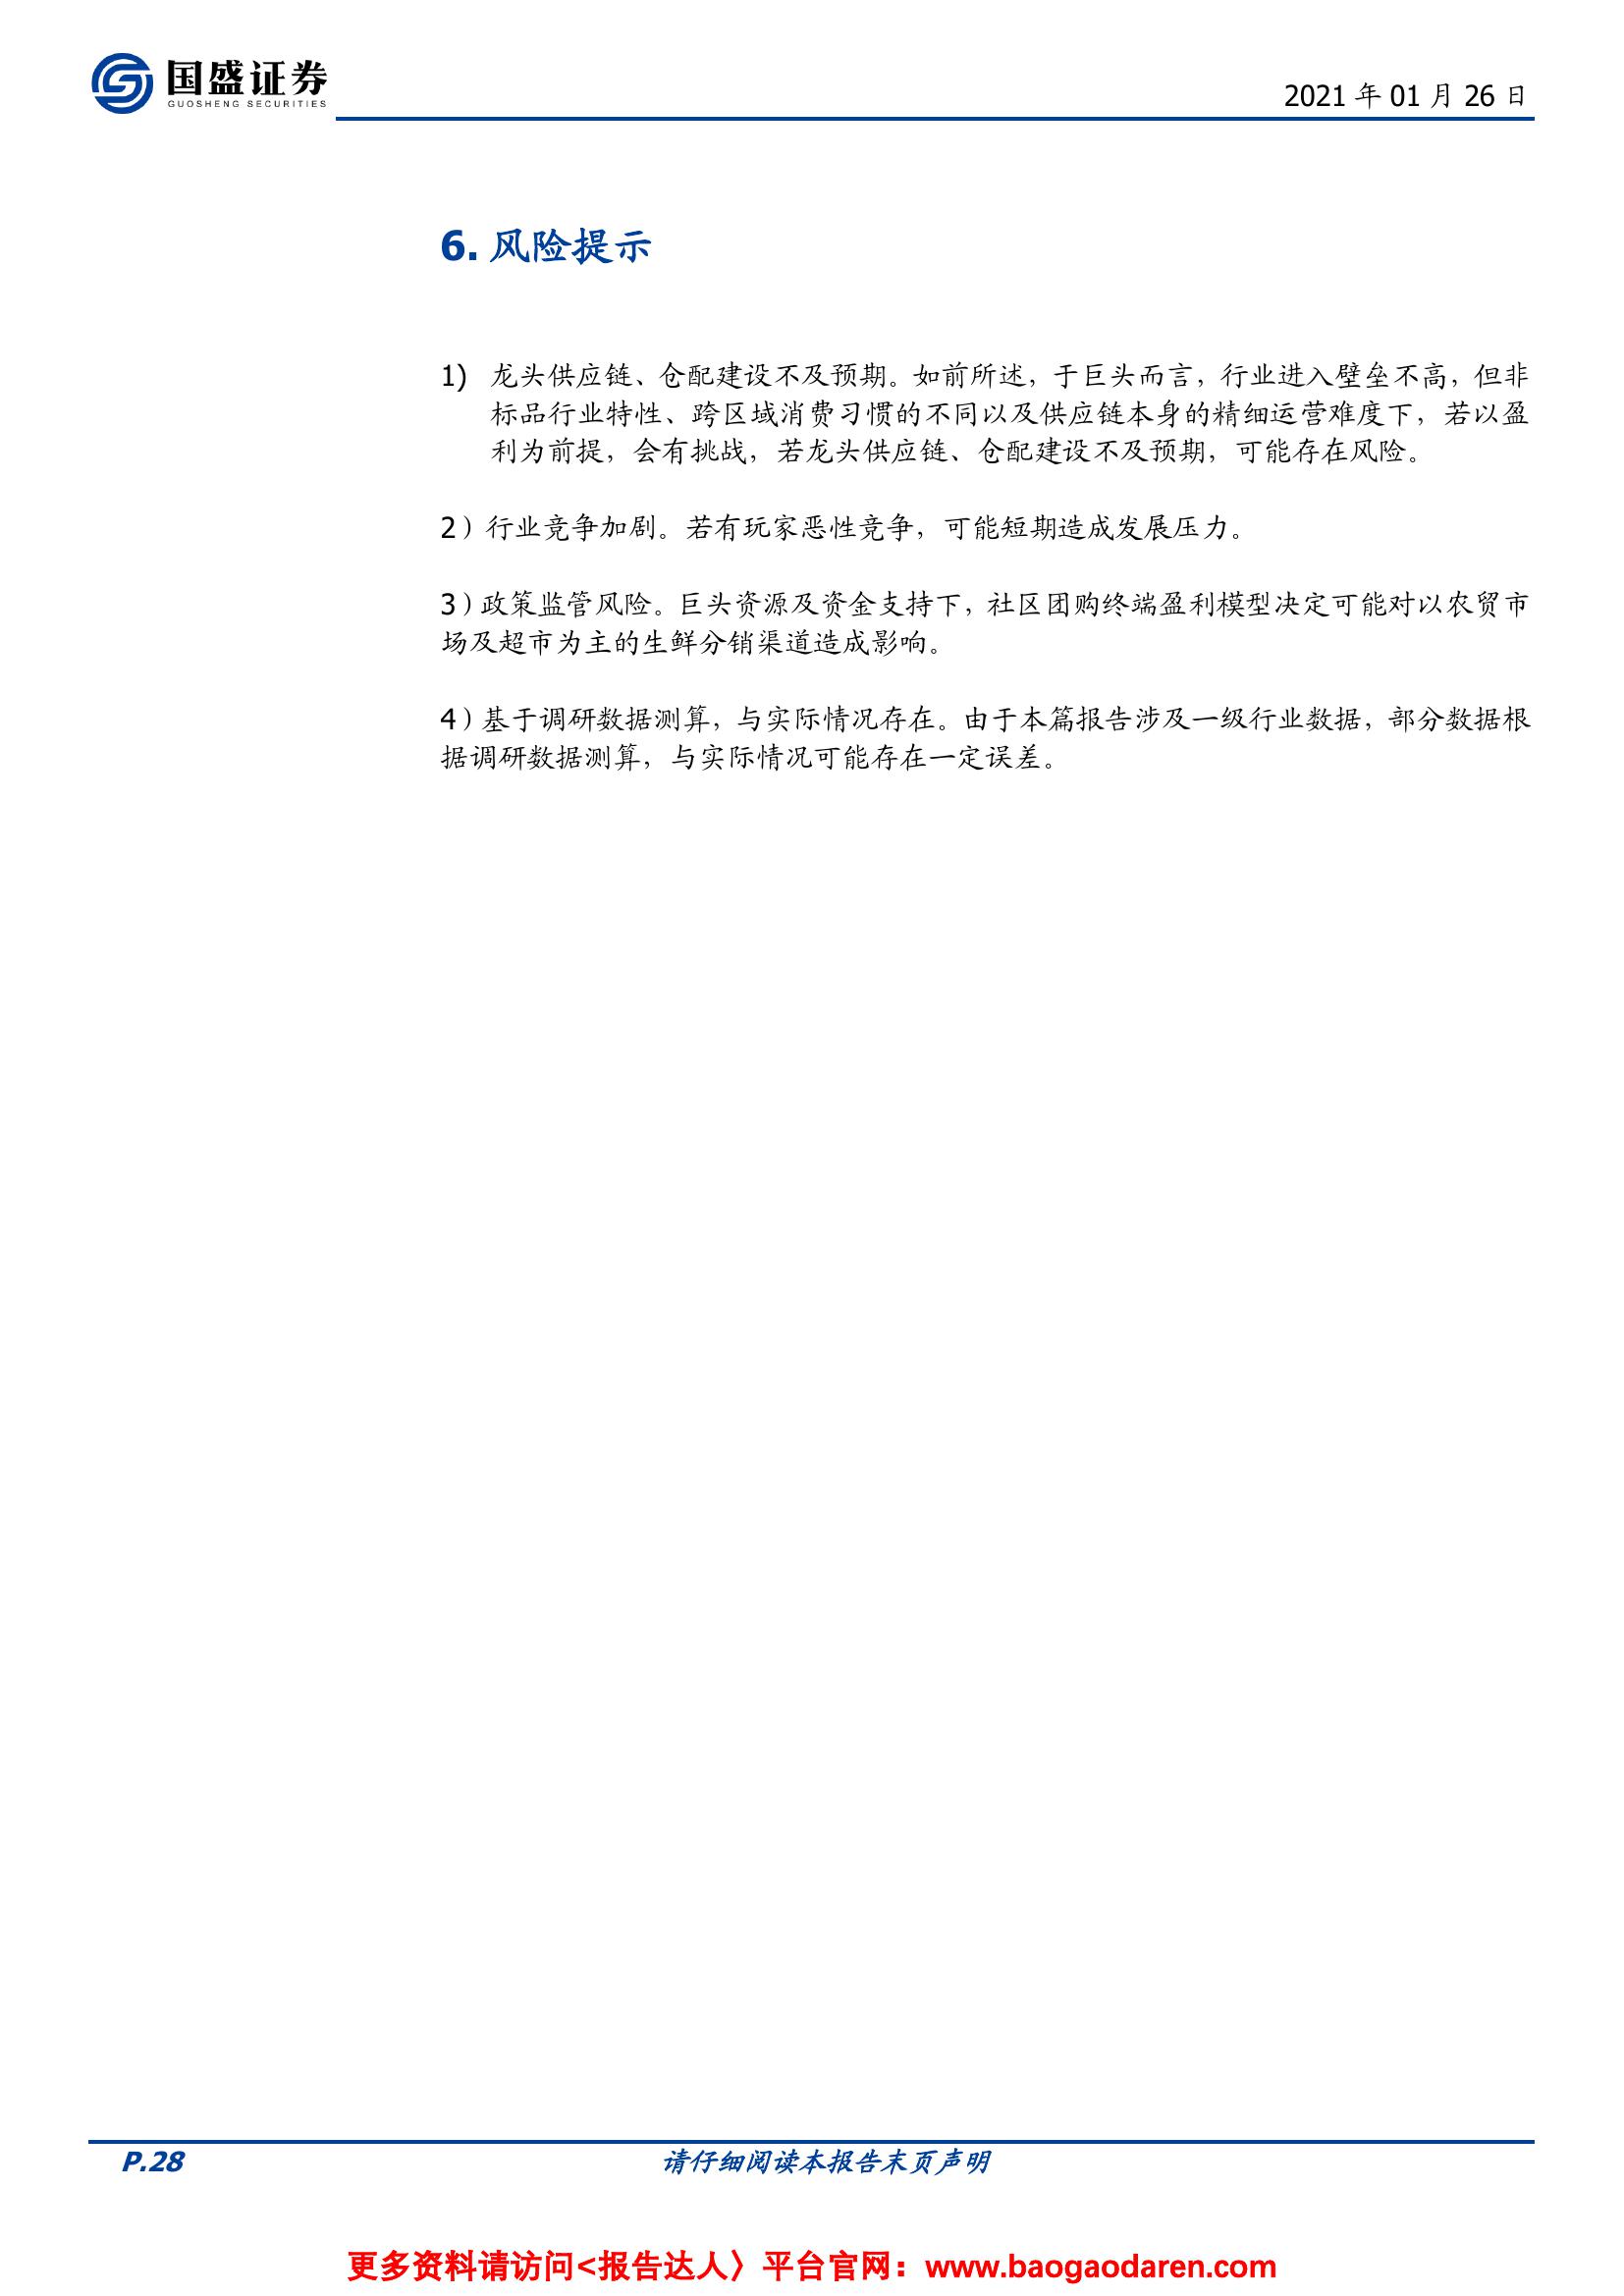 国盛证券
GUOSHENG SECURITIES
2021 年 01 月 26 日
6. 风险提示
1) 龙头供应链、仓配建设不及预期。如前所述，于巨头而言，行业进入壁垒不高，但非
标品行业特性、跨区域消费习惯的不同以及供应链本身的精细运营难度下，若以盈
利为前提，会有挑战，若龙头供应链、仓配建设不及预期，可能存在风险。
2）行业竞争加剧。若有玩家恶性竞争，可能短期造成发展压力。
3）政策监管风险。巨头资源及资金支持下，社区团购终端盈利模型决定可能对以农贸市
场及超市为主的生鲜分销渠道造成影响。
4）基于调研数据测算，与实际情况存在。由于本篇报告涉及一级行业数据，部分数据根
据调研数据测算，与实际情况可能存在一定误差。
P.28
请仔细阅读本报告末页声明
更多资料请访问<报告达人〉平台官网：www.baogaodaren.com